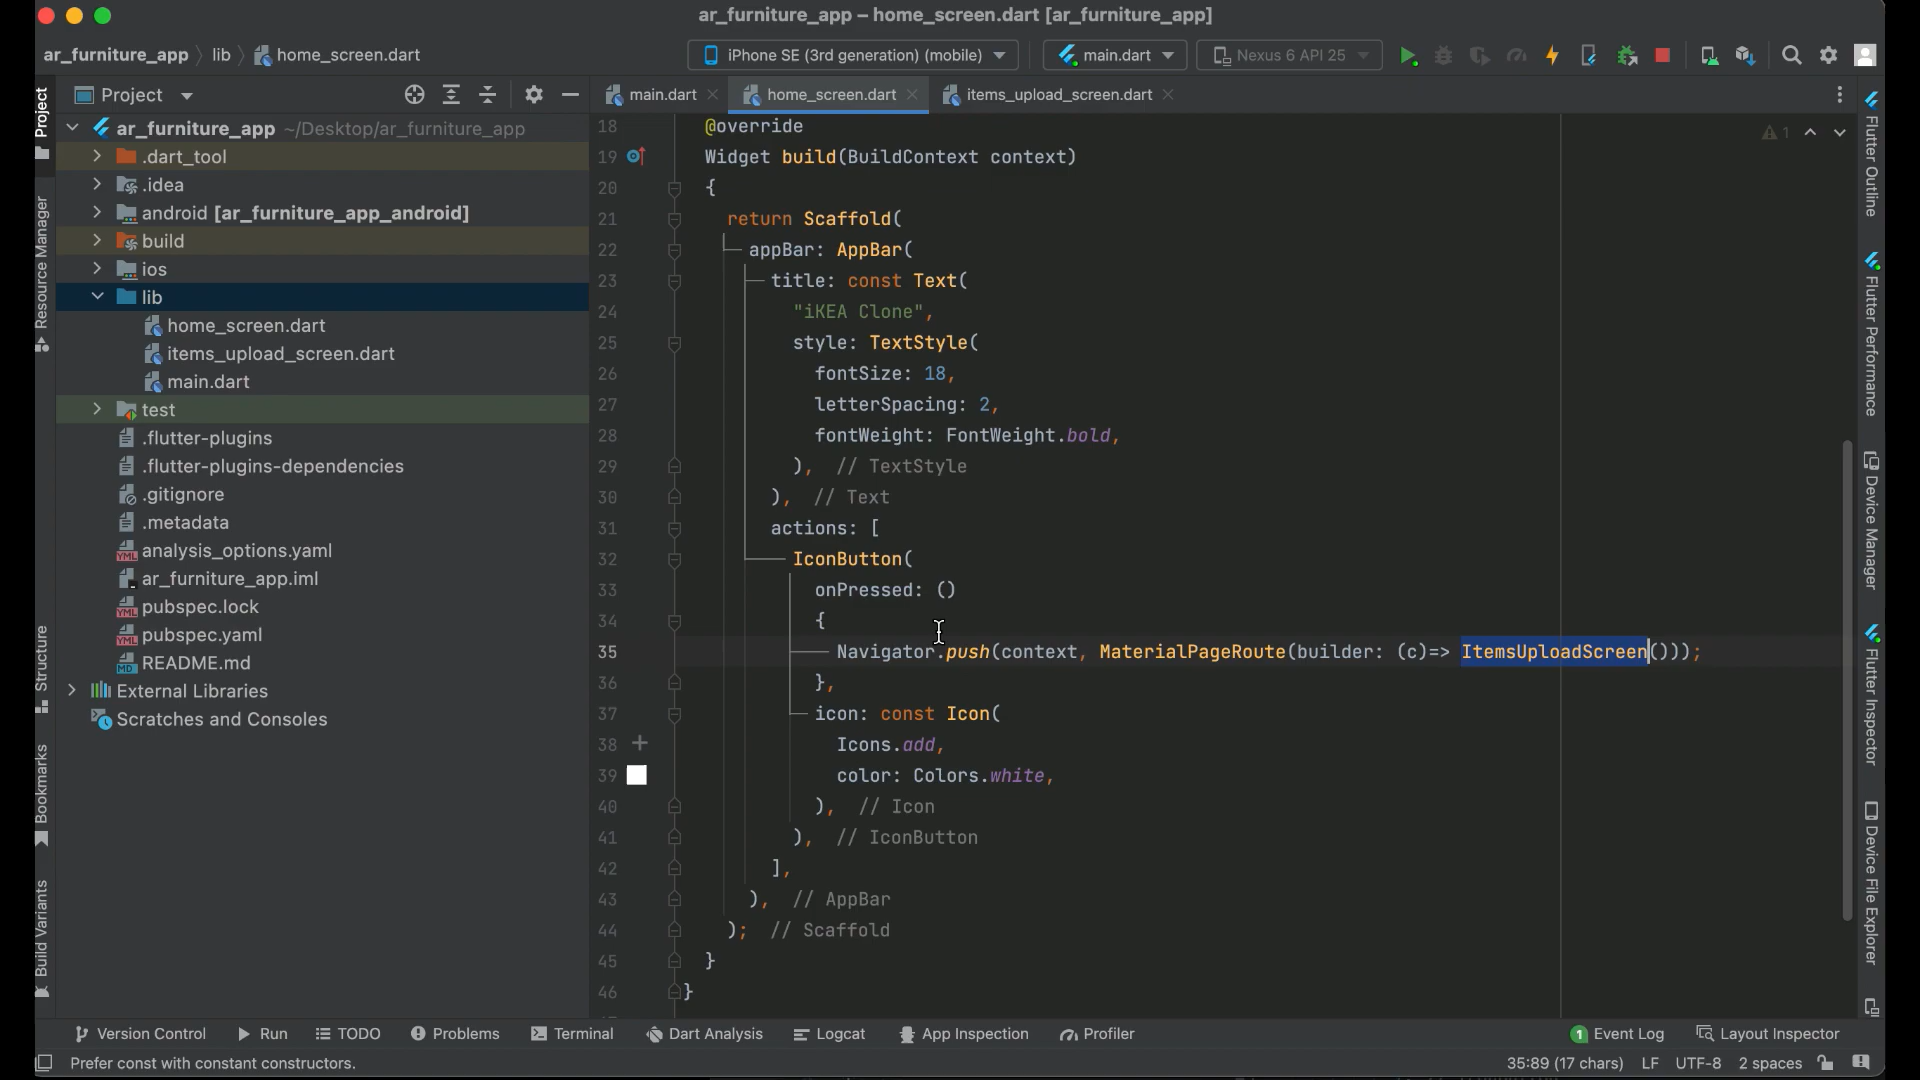 ar_furniture_app – home_screen.dart [ar_furniture_app]
ar_furniture_app
lib
home_screen.dart
iPhone SE (3rd generation) (mobile)
main.dart
Nexus 6 API 25
Project
main.dart
home_screen.dart
items_upload_screen.dart
ar_furniture_app ~/Desktop/ar_furniture_app
.dart_tool
.idea
android [ar_furniture_app_android]
build
ios
lib
home_screen.dart
items_upload_screen.dart
main.dart
test
.flutter-plugins
.flutter-plugins-dependencies
.gitignore
.metadata
analysis_options.yaml
ar_furniture_app.iml
pubspec.lock
pubspec.yaml
README.md
External Libraries
Scratches and Consoles
Project
Resource Manager
Structure
Bookmarks
Build Variants
18 @override
19 Widget build(BuildContext context)
20 {
21 return Scaffold(
22 appBar: AppBar(
23 title: const Text(
24 "iKEA Clone",
25 style: TextStyle(
26 fontSize: 18,
27 letterSpacing: 2,
28 fontWeight: FontWeight.bold,
29 ), // TextStyle
30 ), // Text
31 actions: [
32 IconButton(
33 onPressed: ()
34 {
35 Navigator.push(context, MaterialPageRoute(builder: (c)=> ItemsUploadScreen()));
36 },
37 icon: const Icon(
38 Icons.add,
39 color: Colors.white,
40 ), // Icon
41 ), // IconButton
42 ],
43 ), // AppBar
44 ); // Scaffold
45 }
46 }
1
Flutter Outline
Flutter Performance
Device Manager
Flutter Inspector
Device File Explorer
Version Control
Run
TODO
Problems
Terminal
Dart Analysis
Logcat
App Inspection
Profiler
1 Event Log
Layout Inspector
Prefer const with constant constructors.
35:89 (17 chars)
LF
UTF-8
2 spaces